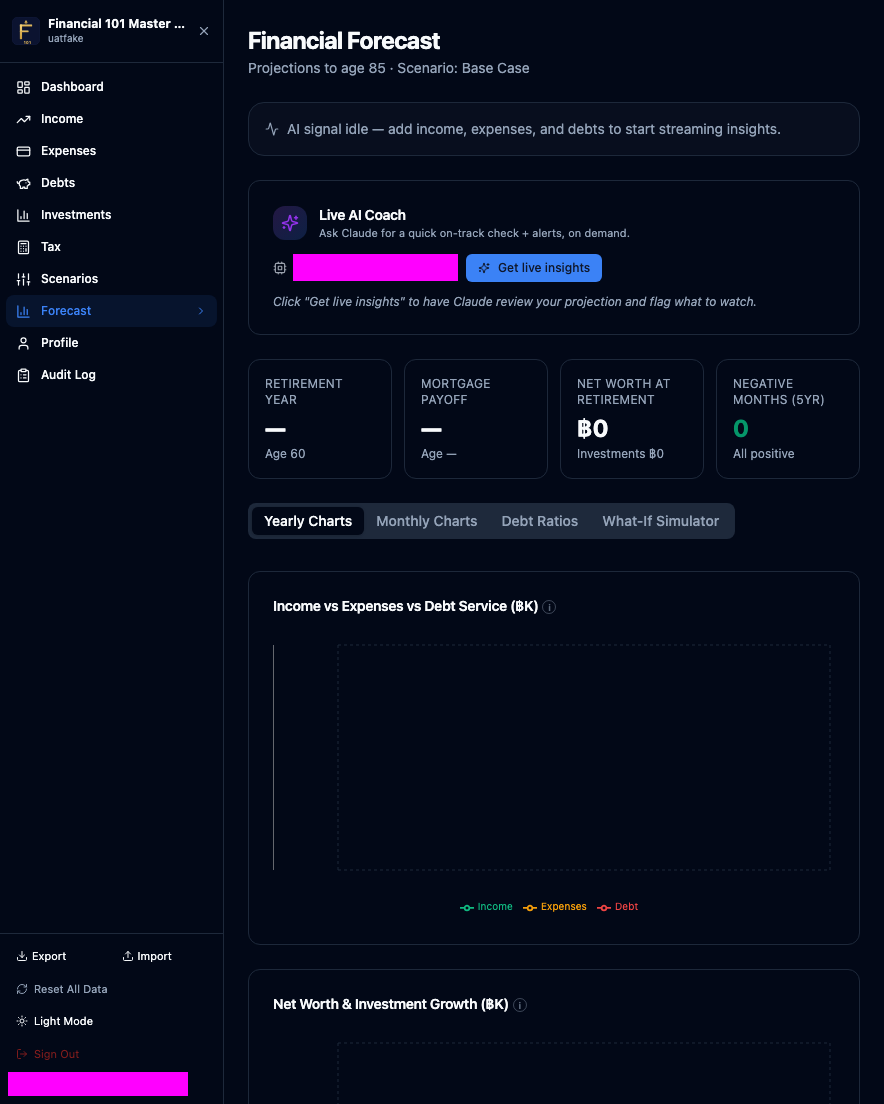 Financial 101 Master ...
uatfake
Dashboard
Income
Expenses
Debts
Investments
Tax
Scenarios
Forecast
Profile
Audit Log
Export
Import
Reset All Data
Light Mode
Sign Out
Financial Forecast
Projections to age 85 · Scenario: Base Case
AI signal idle — add income, expenses, and debts to start streaming insights.
Live AI Coach
Ask Claude for a quick on-track check + alerts, on demand.
Get live insights
Click "Get live insights" to have Claude review your projection and flag what to watch.
RETIREMENT
YEAR
—
Age 60
MORTGAGE
PAYOFF
—
Age —
NET WORTH AT
RETIREMENT
฿0
Investments ฿0
NEGATIVE
MONTHS (5YR)
0
All positive
Yearly Charts
Monthly Charts
Debt Ratios
What-If Simulator
Income vs Expenses vs Debt Service (฿K)
Income
Expenses
Debt
Net Worth & Investment Growth (฿K)